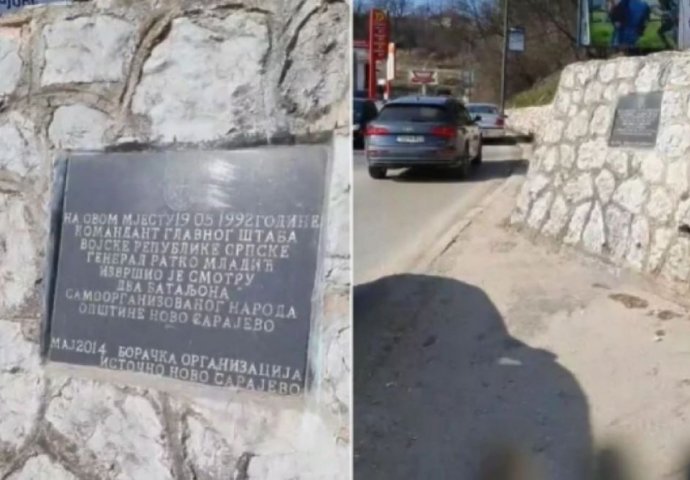 НА ОВОМ МЈЕСТУ 19 05 1992 ГОДИНЕ
КОМАНДАНТ ГЛАВНОГ ШТАБА
ВОЈСКЕ РЕПУБЛИКЕ СРПСКЕ
ГЕНЕРАЛ РАТКО МЛАДИЋ
ИЗВРШИО ЈЕ СМОТРУ
ДВА БАТАЉОНА
САМООРГАНИЗОВАНОГ НАРОДА
ОПШТИНЕ НОВО САРАЈЕВО
МАЈ 2014 БОРАЧКА ОРГАНИЗАЦИЈА
ИСТОЧНО НОВО САРАЈЕВО